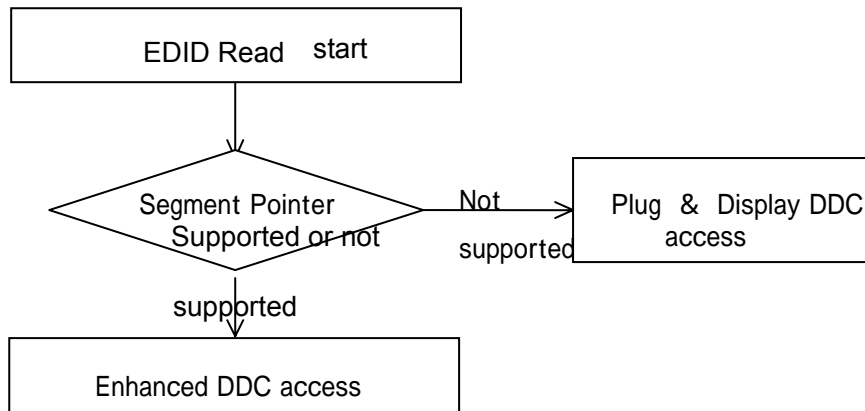 EDID Read start
Segment Pointer
Supported or not
Not
supported
Plug & Display DDC
access
supported
Enhanced DDC access